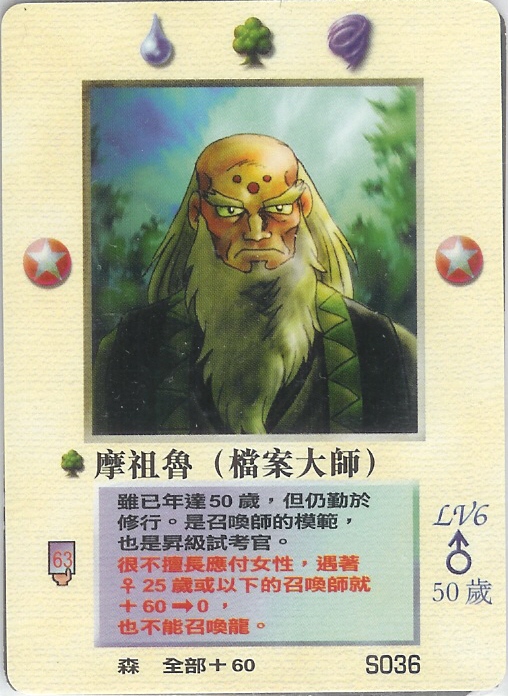 摩祖魯（檔案大師）
雖已年達50歲，但仍勤於
修行。是召喚師的模範，
也是昇級試考官。
很不擅長應付女性，遇著
♀25歲或以下的召喚師就
+60➡0，
也不能召喚龍。
63
LV6
♂
50歲
森 全部+60
S036